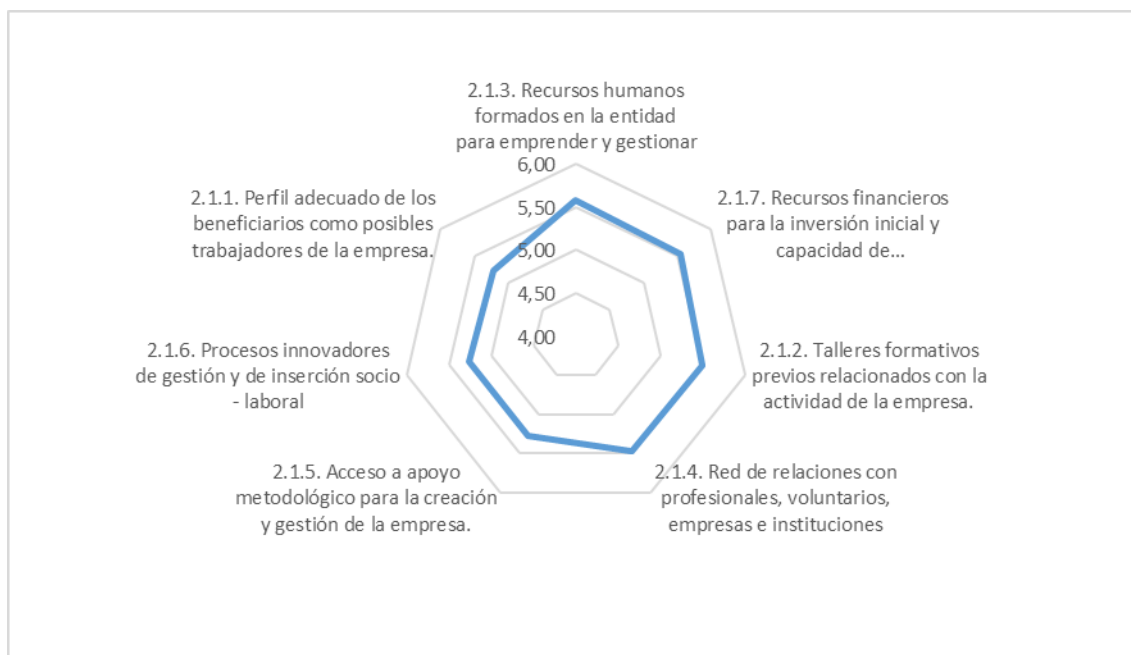 2.1.3. Recursos humanos
formados en la entidad
para emprender y gestionar
6,00
5,50
5,00
4,50
4,00
2.1.7. Recursos financieros
para la inversión inicial y
capacidad de...
2.1.2. Talleres formativos
previos relacionados con la
actividad de la empresa.
2.1.4. Red de relaciones con
profesionales, voluntarios,
empresas e instituciones
2.1.5. Acceso a apoyo
metodológico para la creación
y gestión de la empresa.
2.1.6. Procesos innovadores
de gestión y de inserción socio
- laboral
2.1.1. Perfil adecuado de los
beneficiarios como posibles
trabajadores de la empresa.